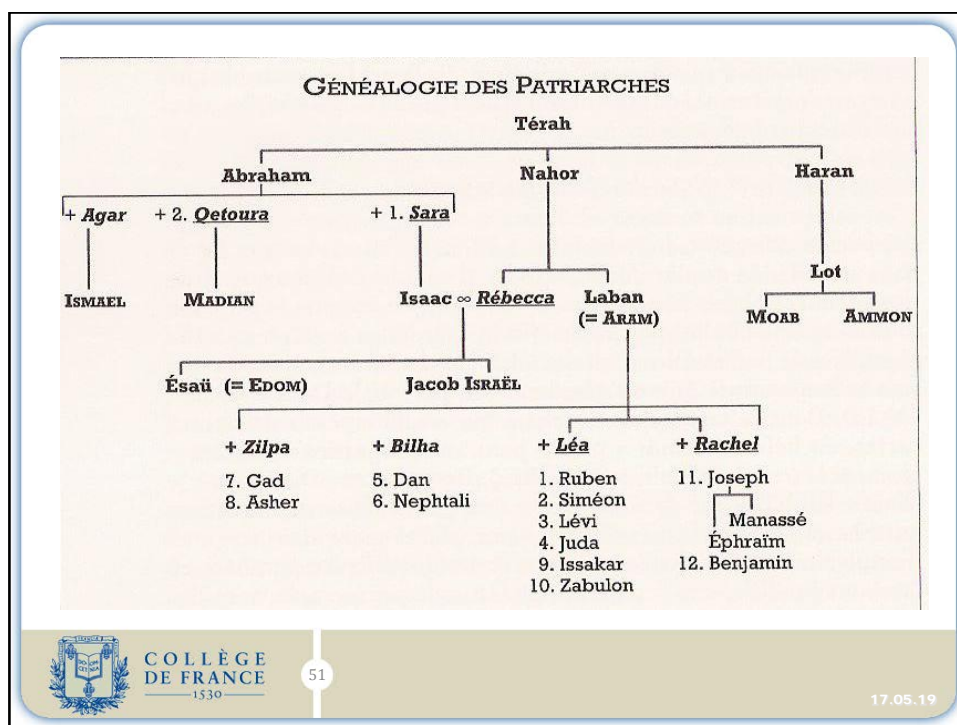 GÉNÉALOGIE DES PATRIARCHES
Térah
Abraham Nahor Haran
+ Agar + 2. Qetoura + 1. Sara
Lot
ISMAEL MADIAN Isaac ∞ Rébecca Laban MOAB AMMON
(= ARAM)
Ésaü (= EDOM) Jacob ISRAËL
+ Zilpa + Bilha + Léa + Rachel
7. Gad 5. Dan 1. Ruben 11. Joseph
8. Asher 6. Nephtali 2. Siméon
3. Lévi Manassé
4. Juda Éphraïm
9. Issakar 12. Benjamin
10. Zabulon
COLLÈGE
DE FRANCE
1530
51
17.05.19